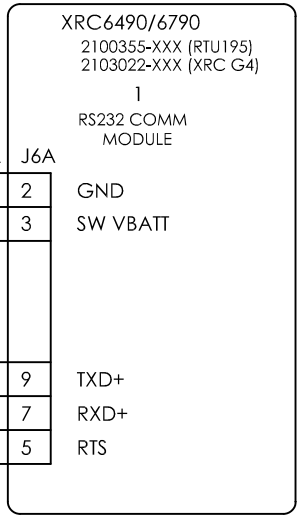 XRC6490/6790
2100355-XXX (RTU195)
2103022-XXX (XRC G4)
1
RS232 COMM
MODULE
J6A
2 GND
3 SW VBATT
9 TXD+
7 RXD+
5 RTS